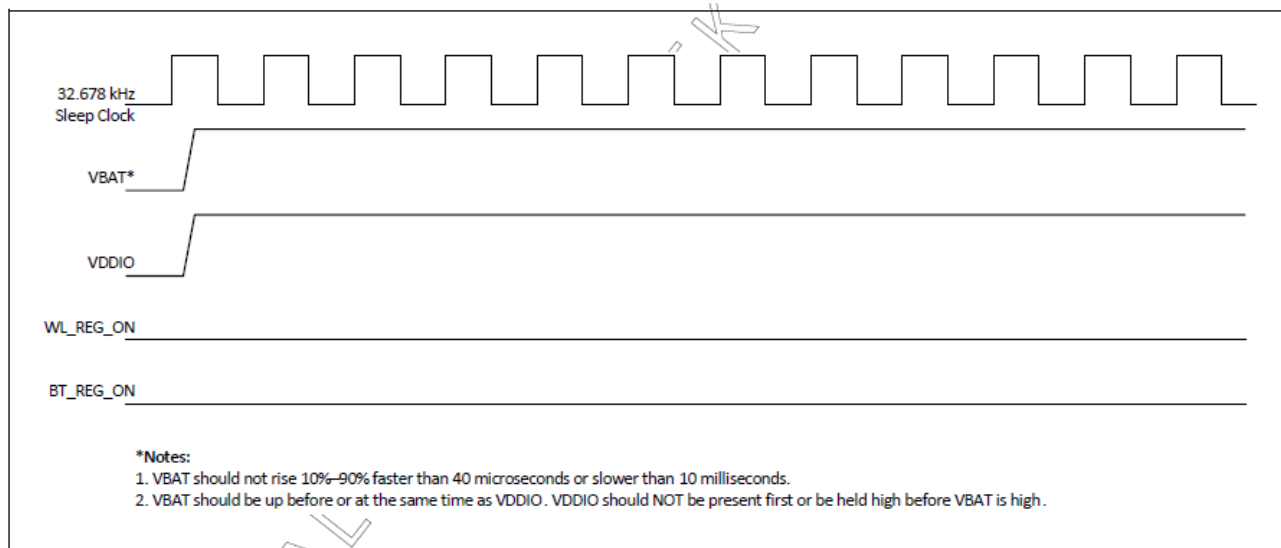 32.678 kHz
Sleep Clock
VBAT*
VDDIO
WL_REG_ON
BT_REG_ON
*Notes:
1. VBAT should not rise 10%–90% faster than 40 microseconds or slower than 10 milliseconds.
2. VBAT should be up before or at the same time as VDDIO. VDDIO should NOT be present first or be held high before VBAT is high.